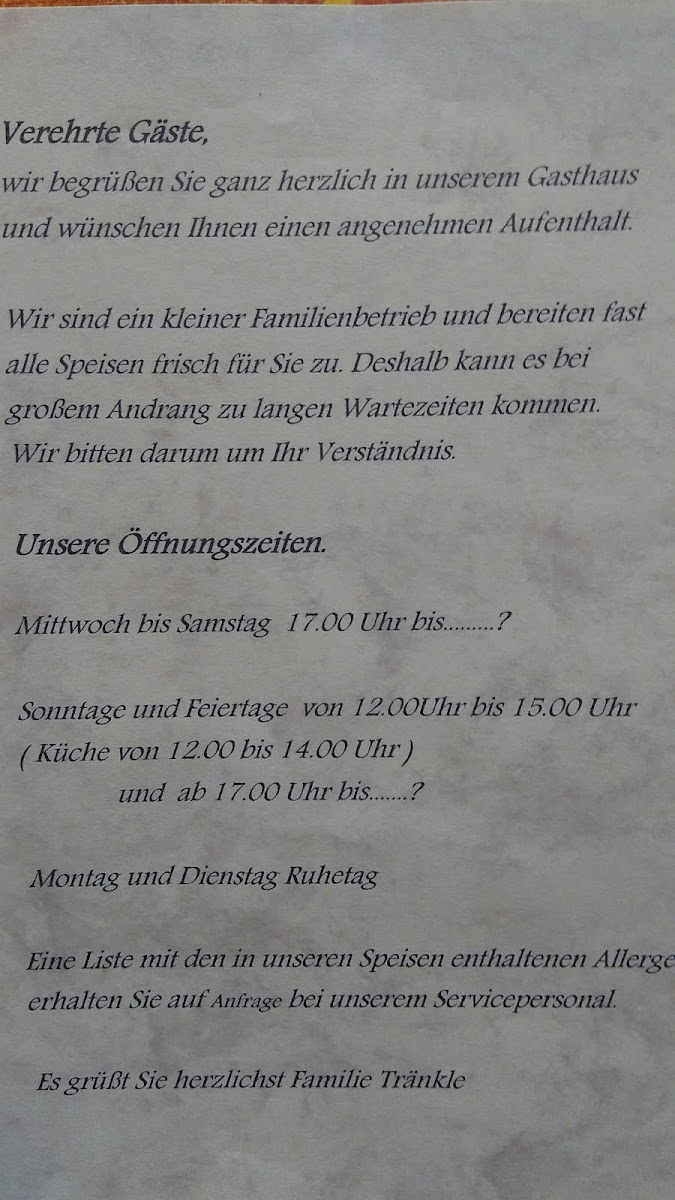 Verehrte Gäste,
wir begrüßen Sie ganz herzlich in unserem Gasthaus
und wünschen Ihnen einen angenehmen Aufenthalt.
Wir sind ein kleiner Familienbetrieb und bereiten fast
alle Speisen frisch für Sie zu. Deshalb kann es bei
großem Andrang zu langen Wartezeiten kommen.
Wir bitten darum um Ihr Verständnis.
Unsere Öffnungszeiten.
Mittwoch bis Samstag 17.00 Uhr bis.........?
Sonntage und Feiertage von 12.00Uhr bis 15.00 Uhr
( Küche von 12.00 bis 14.00 Uhr )
und ab 17.00 Uhr bis.......?
Montag und Dienstag Ruhetag
Eine Liste mit den in unseren Speisen enthaltenen Allerge
erhalten Sie auf Anfrage bei unserem Servicepersonal.
Es grüßt Sie herzlichst Familie Tränkle